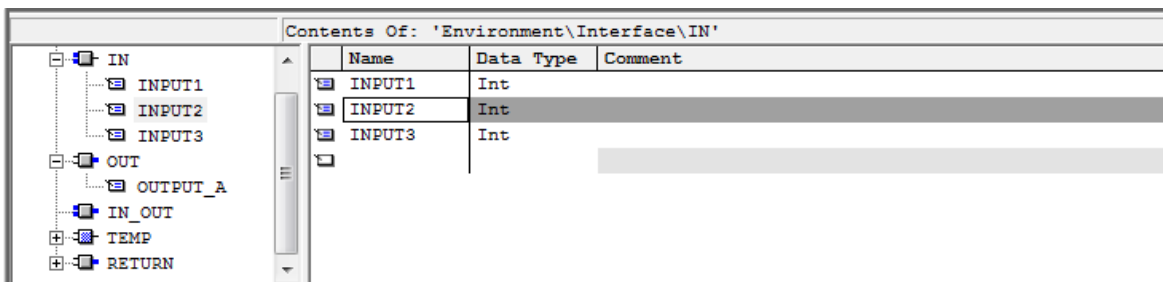 Contents Of: 'Environment\Interface\IN'
IN
INPUT1
INPUT2
INPUT3
OUT
OUTPUT_A
IN_OUT
TEMP
RETURN
Name Data Type Comment
INPUT1 Int
INPUT2 Int
INPUT3 Int